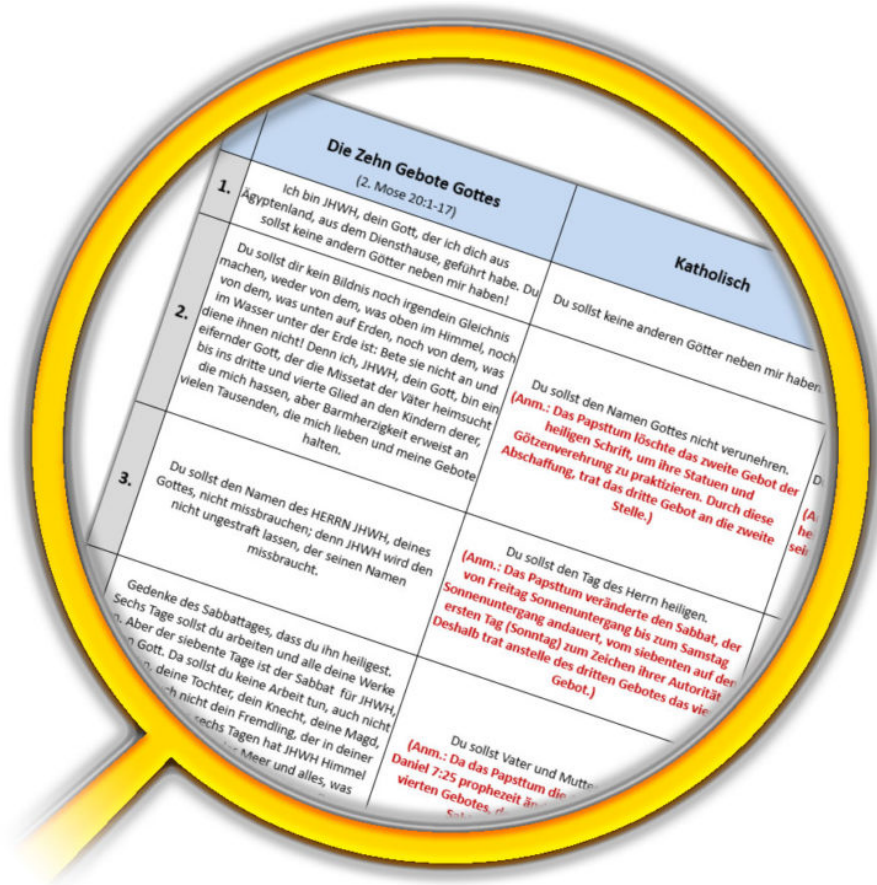 Die Zehn Gebote Gottes
(2. Mose 20:1-17)
Katholisch
1.
Ich bin JHWH, dein Gott, der ich dich aus
Ägyptenland, aus dem Diensthause, geführt habe. Du
sollst keine andern Götter neben mir haben!
Du sollst keine anderen Götter neben mir haben.
2.
Du sollst dir kein Bildnis noch irgendein Gleichnis
machen, weder von dem, was oben im Himmel, noch
von dem, was unten auf Erden, noch von dem, was
im Wasser unter der Erde ist: Bete sie nicht an und
diene ihnen nicht! Denn ich, JHWH, dein Gott, bin ein
eifernder Gott, der die Missetat der Väter heimsucht
bis ins dritte und vierte Glied an den Kindern derer,
die mich hassen, aber Barmherzigkeit erweist an
vielen Tausenden, die mich lieben und meine Gebote
halten.
Du sollst den Namen Gottes nicht verunehren.
(Anm.: Das Papsttum löschte das zweite Gebot der
heiligen Schrift, um ihre Statuen und
Götzenverehrung zu praktizieren. Durch diese
Abschaffung, trat das dritte Gebot an die zweite
Stelle.)
3.
Du sollst den Namen des HERRN JHWH, deines
Gottes, nicht missbrauchen; denn JHWH wird den
nicht ungestraft lassen, der seinen Namen
missbraucht.
Du sollst den Tag des Herrn heiligen.
(Anm.: Das Papsttum veränderte den Sabbat, der
von Freitag Sonnenuntergang bis zum Samstag
Sonnenuntergang andauert, vom siebenten auf den
ersten Tag (Sonntag) zum Zeichen ihrer Autorität
Deshalb trat anstelle des dritten Gebotes das
Gebot.)
Gedenke des Sabbattages, dass du ihn heiligest.
Sechs Tage sollst du arbeiten und alle deine Werke
Aber der siebente Tage ist der Sabbat für JHWH,
Gott. Da sollst du keine Arbeit tun, auch nicht
deine Tochter, dein Knecht, deine Magd,
nicht dein Fremdling, der in deiner
sechs Tagen hat JHWH Himmel
Meer und alles, was
Du sollst Vater und
(Anm.: Da das Papsttum die
Daniel 7:25 prophezeit
vierten Gebotes,